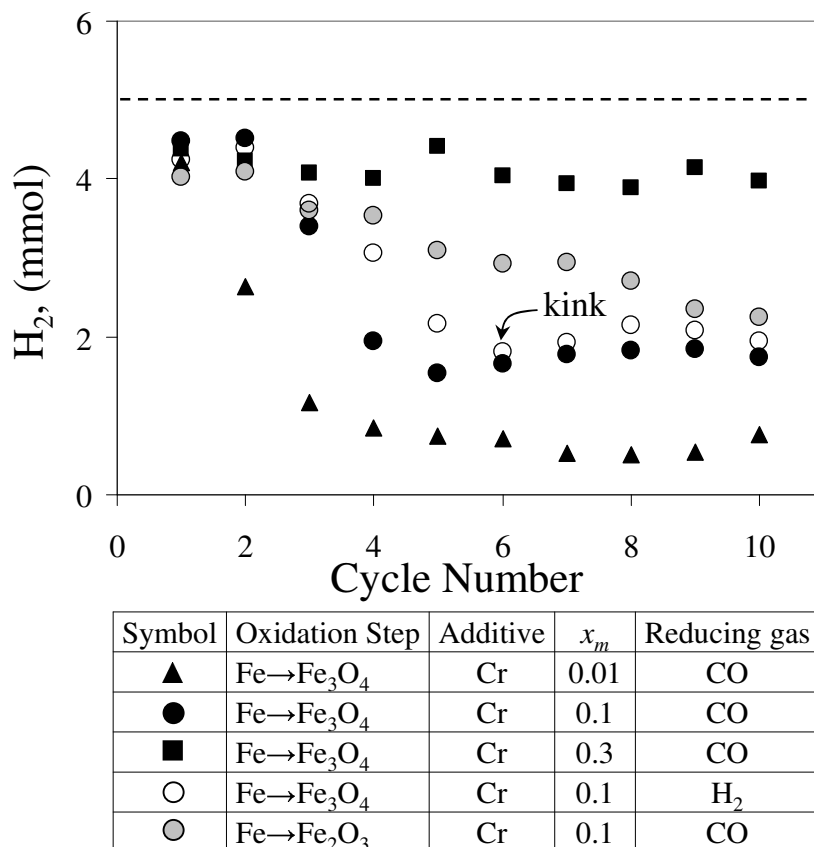 6
4
2
0
H₂, (mmol)
kink
0 2 4 6 8 10
Cycle Number
Symbol Oxidation Step Additive xₘ Reducing gas
▲ Fe→Fe₃O₄ Cr 0.01 CO
● Fe→Fe₃O₄ Cr 0.1 CO
■ Fe→Fe₃O₄ Cr 0.3 CO
○ Fe→Fe₃O₄ Cr 0.1 H₂
● Fe→Fe₂O₃ Cr 0.1 CO